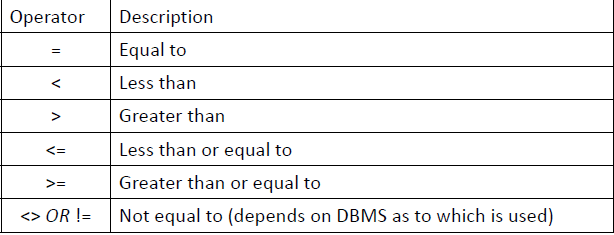 Operator Description
= Equal to
< Less than
> Greater than
<= Less than or equal to
>= Greater than or equal to
<> OR != Not equal to (depends on DBMS as to which is used)